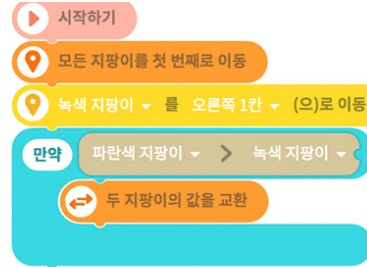 시작하기
모든 지팡이를 첫 번째로 이동
녹색 지팡이 를 오른쪽 1칸 (으)로 이동
만약 파란색 지팡이 > 녹색 지팡이
두 지팡이의 값을 교환